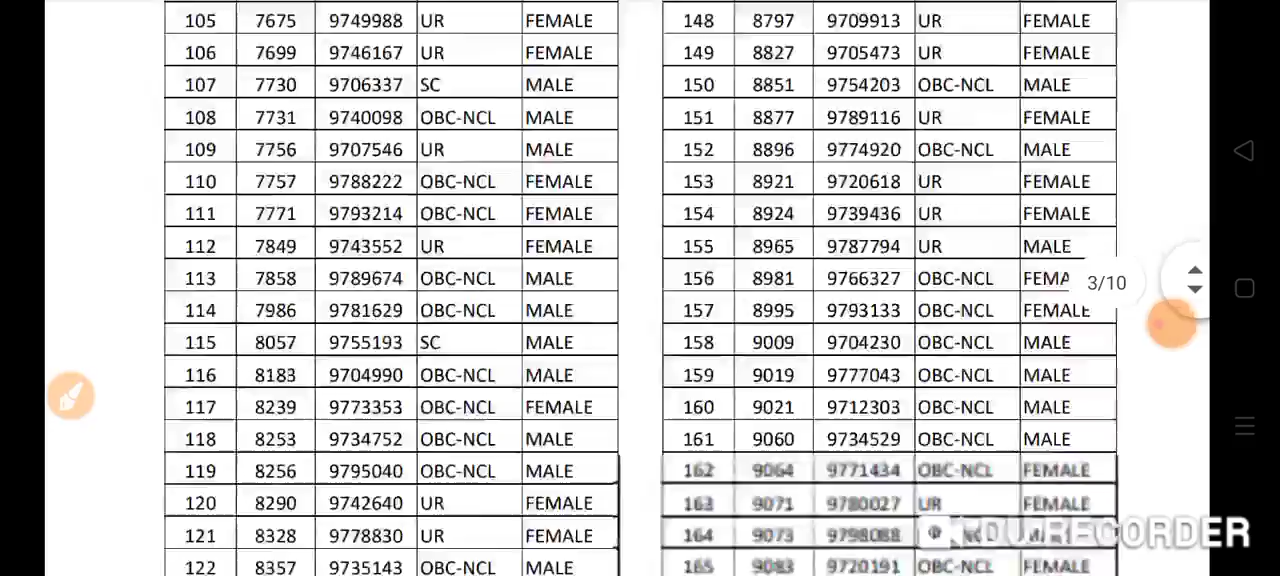 105 7675 9749988 UR FEMALE
106 7699 9746167 UR FEMALE
107 7730 9706337 SC MALE
108 7731 9740098 OBC-NCL MALE
109 7756 9707546 UR MALE
110 7757 9788222 OBC-NCL FEMALE
111 7771 9793214 OBC-NCL FEMALE
112 7849 9743552 UR FEMALE
113 7858 9789674 OBC-NCL MALE
114 7986 9781629 OBC-NCL MALE
115 8057 9755193 SC MALE
116 8183 9704990 OBC-NCL MALE
117 8239 9773353 OBC-NCL FEMALE
118 8253 9734752 OBC-NCL MALE
119 8256 9795040 OBC-NCL MALE
120 8290 9742640 UR FEMALE
121 8328 9778830 UR FEMALE
122 8357 9735143 OBC-NCL MALE
148 8797 9709913 UR FEMALE
149 8827 9705473 UR FEMALE
150 8851 9754203 OBC-NCL MALE
151 8877 9789116 UR FEMALE
152 8896 9774920 OBC-NCL MALE
153 8921 9720618 UR FEMALE
154 8924 9739436 UR FEMALE
155 8965 9787794 UR MALE
156 8981 9766327 OBC-NCL FEMA
157 8995 9793133 OBC-NCL FEMALE
158 9009 9704230 OBC-NCL MALE
159 9019 9777043 OBC-NCL MALE
160 9021 9712303 OBC-NCL MALE
161 9060 9734529 OBC-NCL MALE
162 9064 9771434 OBC-NCL FEMALE
163 9071 9780027 UR FEMALE
164 9073 9798088
165 9083 9720191 OBC-NCL FEMALE
3/10
RECORDER